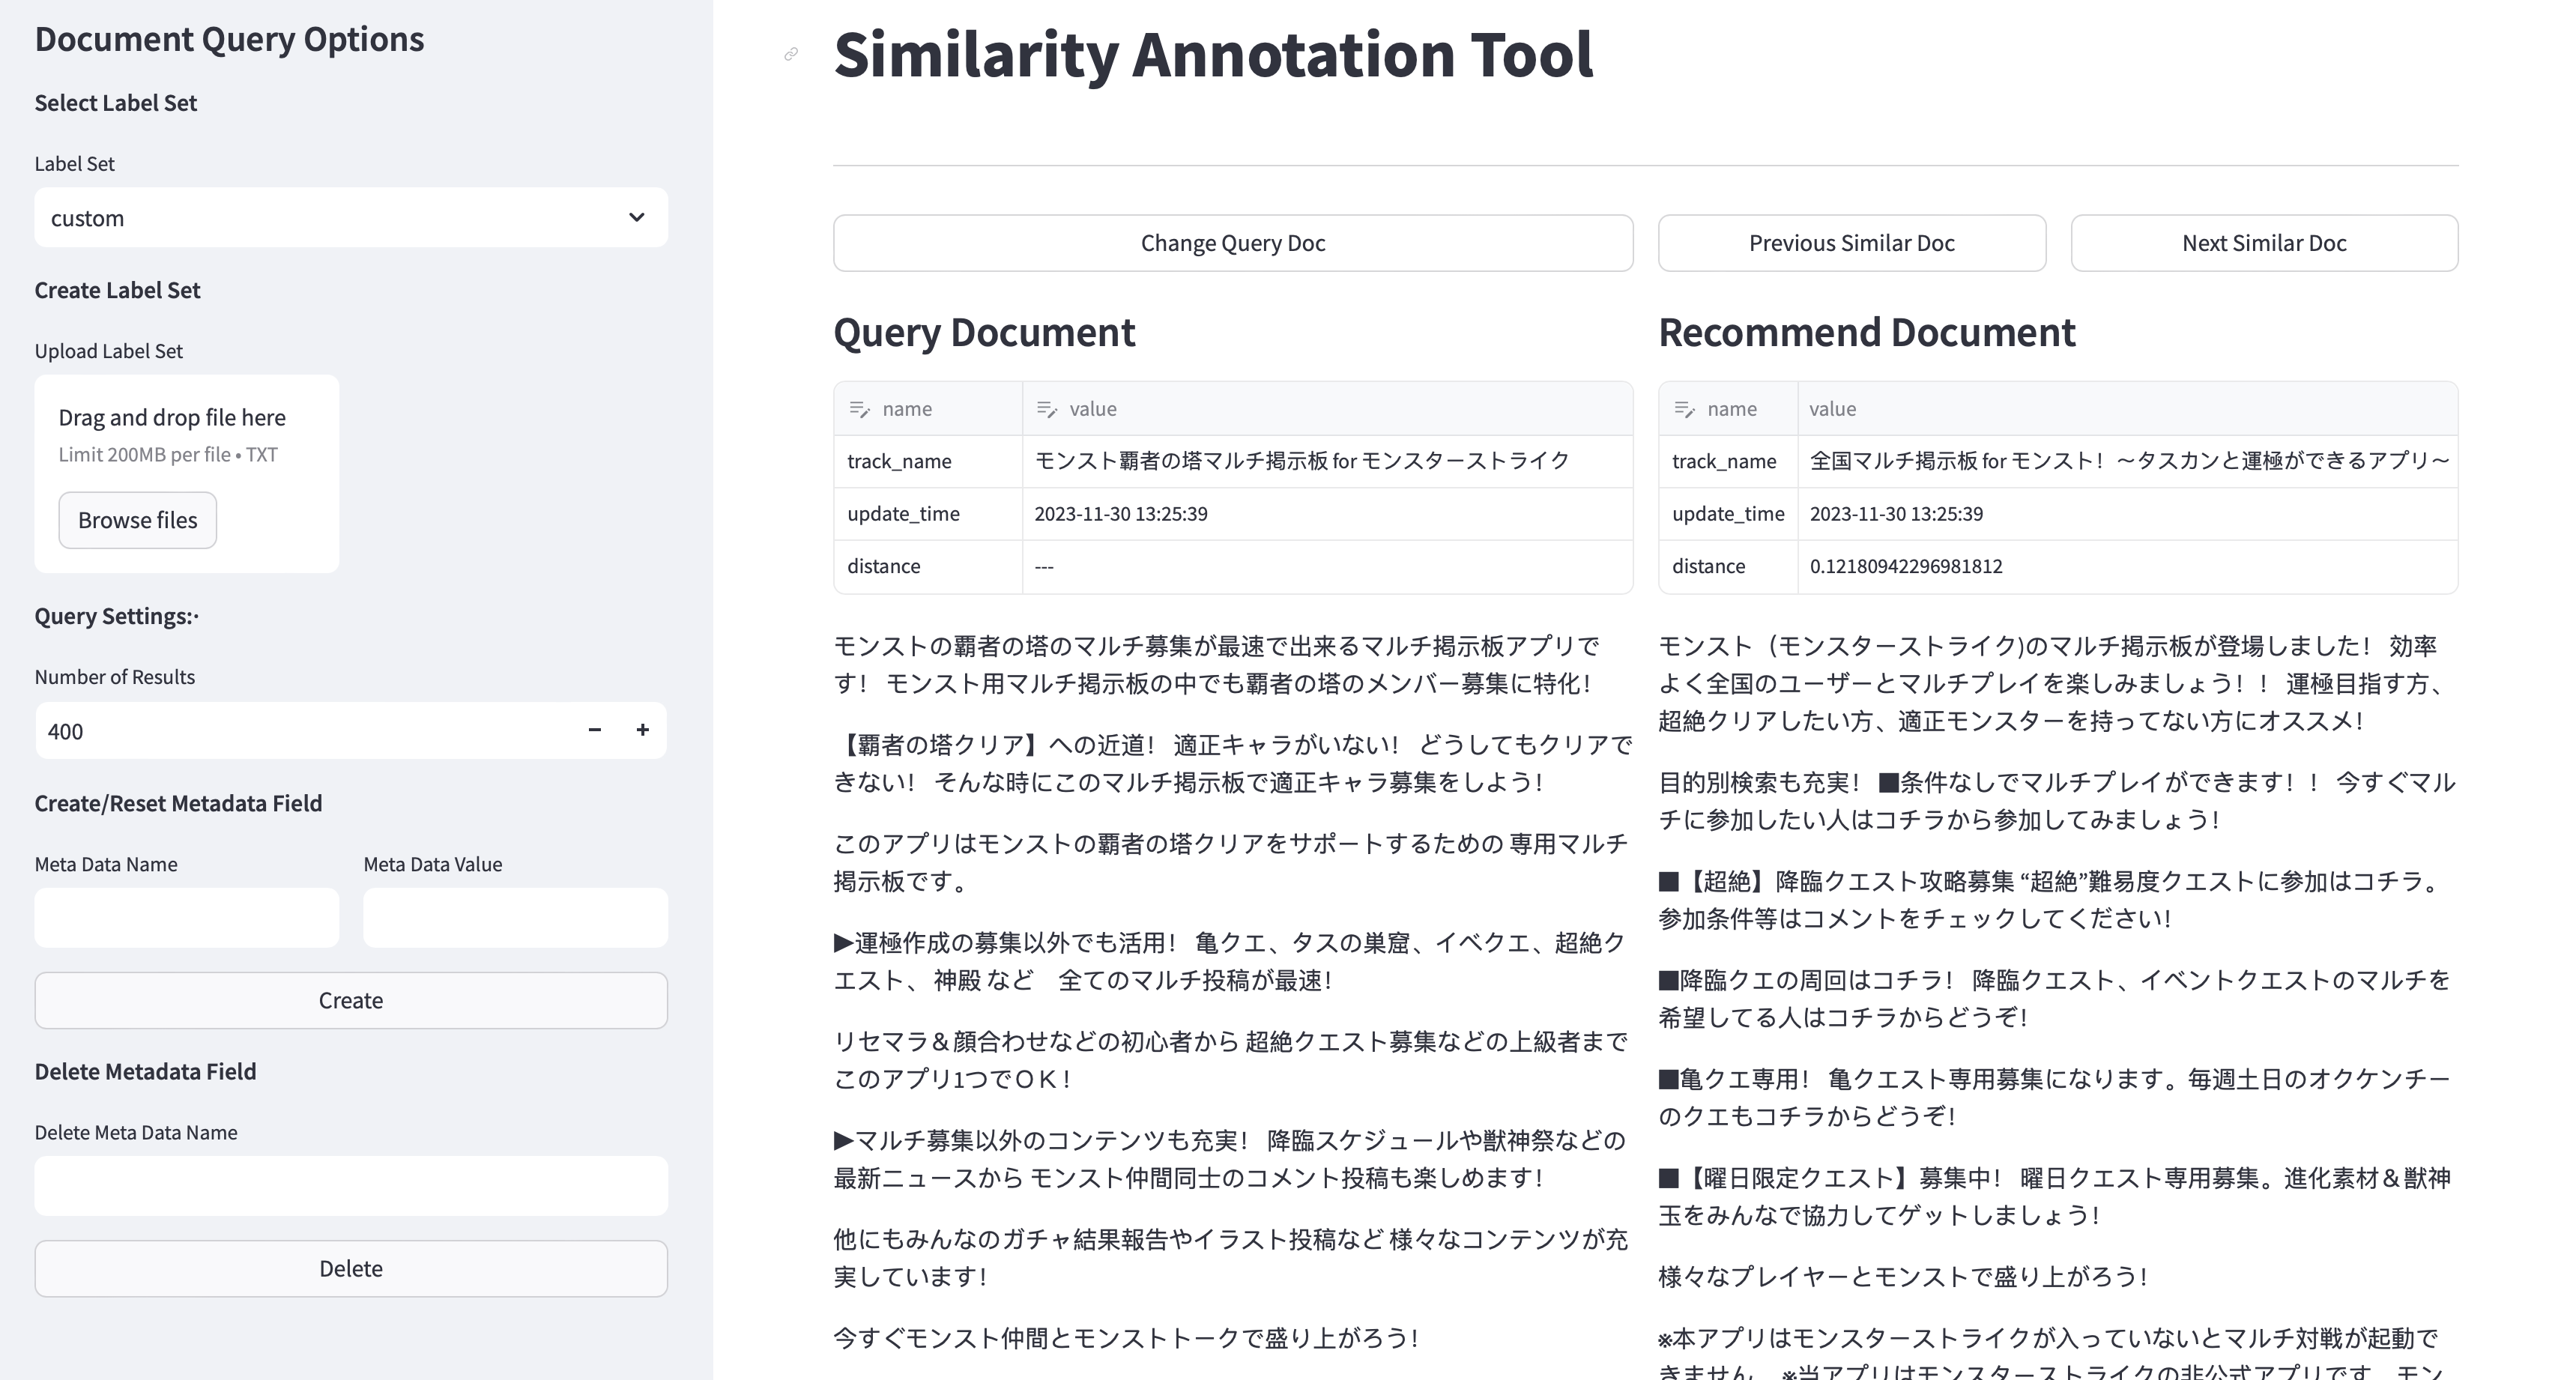 Document Query Options
Select Label Set
Label Set
custom
Create Label Set
Upload Label Set
Drag and drop file here
Limit 200MB per file • TXT
Browse files
Query Settings:·
Number of Results
400
Create/Reset Metadata Field
Meta Data Name
Meta Data Value
Create
Delete Metadata Field
Delete Meta Data Name
Delete
Similarity Annotation Tool
Change Query Doc
Previous Similar Doc
Next Similar Doc
Query Document
name value
track_name モンスト覇者の塔マルチ掲示板 for モンスターストライク
update_time 2023-11-30 13:25:39
distance ---
モンストの覇者の塔のマルチ募集が最速で出来るマルチ掲示板アプリで
す！ モンスト用マルチ掲示板の中でも覇者の塔のメンバー募集に特化！
【覇者の塔クリア】への近道！ 適正キャラがいない！ どうしてもクリアで
きない！ そんな時にこのマルチ掲示板で適正キャラ募集をしよう！
このアプリはモンストの覇者の塔クリアをサポートするための 専用マルチ
掲示板です。
▶マルチ募集以外のコンテンツも充実！ 降臨スケジュールや獣神祭などの
最新ニュースから モンスト仲間同士のコメント投稿も楽しめます！
▶運極作成の募集以外でも活用！ 亀クエ、タスの巣窟、イベクエ、超絶ク
エスト、 神殿 など　全てのマルチ投稿が最速！
リセマラ＆顔合わせなどの初心者から 超絶クエスト募集などの上級者まで
このアプリ1つでＯＫ！
他にもみんなのガチャ結果報告やイラスト投稿など 様々なコンテンツが充
実しています！
今すぐモンスト仲間とモンストトークで盛り上がろう！
Recommend Document
name value
track_name 全国マルチ掲示板 for モンスト！～タスカンと運極ができるアプリ～
update_time 2023-11-30 13:25:39
distance 0.12180942296981812
モンスト（モンスターストライク)のマルチ掲示板が登場しました！ 効率
よく全国のユーザーとマルチプレイを楽しみましょう！！ 運極目指す方、
超絶クリアしたい方、適正モンスターを持ってない方にオススメ！
目的別検索も充実！ ■条件なしでマルチプレイができます！！ 今すぐマル
チに参加したい人はコチラから参加してみましょう！
■【超絶】降臨クエスト攻略募集 “超絶”難易度クエストに参加はコチラ。
参加条件等はコメントをチェックしてください！
■降臨クエの周回はコチラ！ 降臨クエスト、イベントクエストのマルチを
希望してる人はコチラからどうぞ！
■亀クエ専用！ 亀クエスト専用募集になります。毎週土日のオクケンチー
のクエもコチラからどうぞ！
■【曜日限定クエスト】募集中！ 曜日クエスト専用募集。進化素材＆獣神
玉をみんなで協力してゲットしましょう！
様々なプレイヤーとモンストで盛り上がろう！
※本アプリはモンスターストライクが入っていないとマルチ対戦が起動で
きません。 ※当アプリはモンスターストライクの非公式アプリです。モン